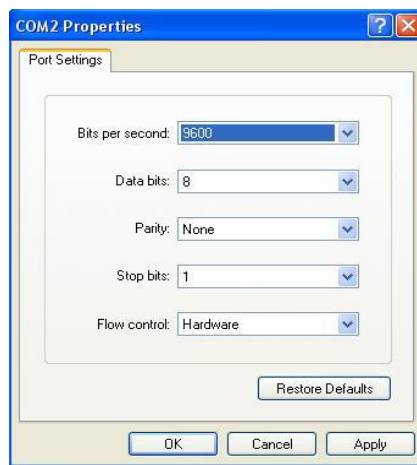 COM2 Properties
Port Settings
Bits per second: 9600
Data bits: 8
Parity: None
Stop bits: 1
Flow control: Hardware
Restore Defaults
OK Cancel Apply